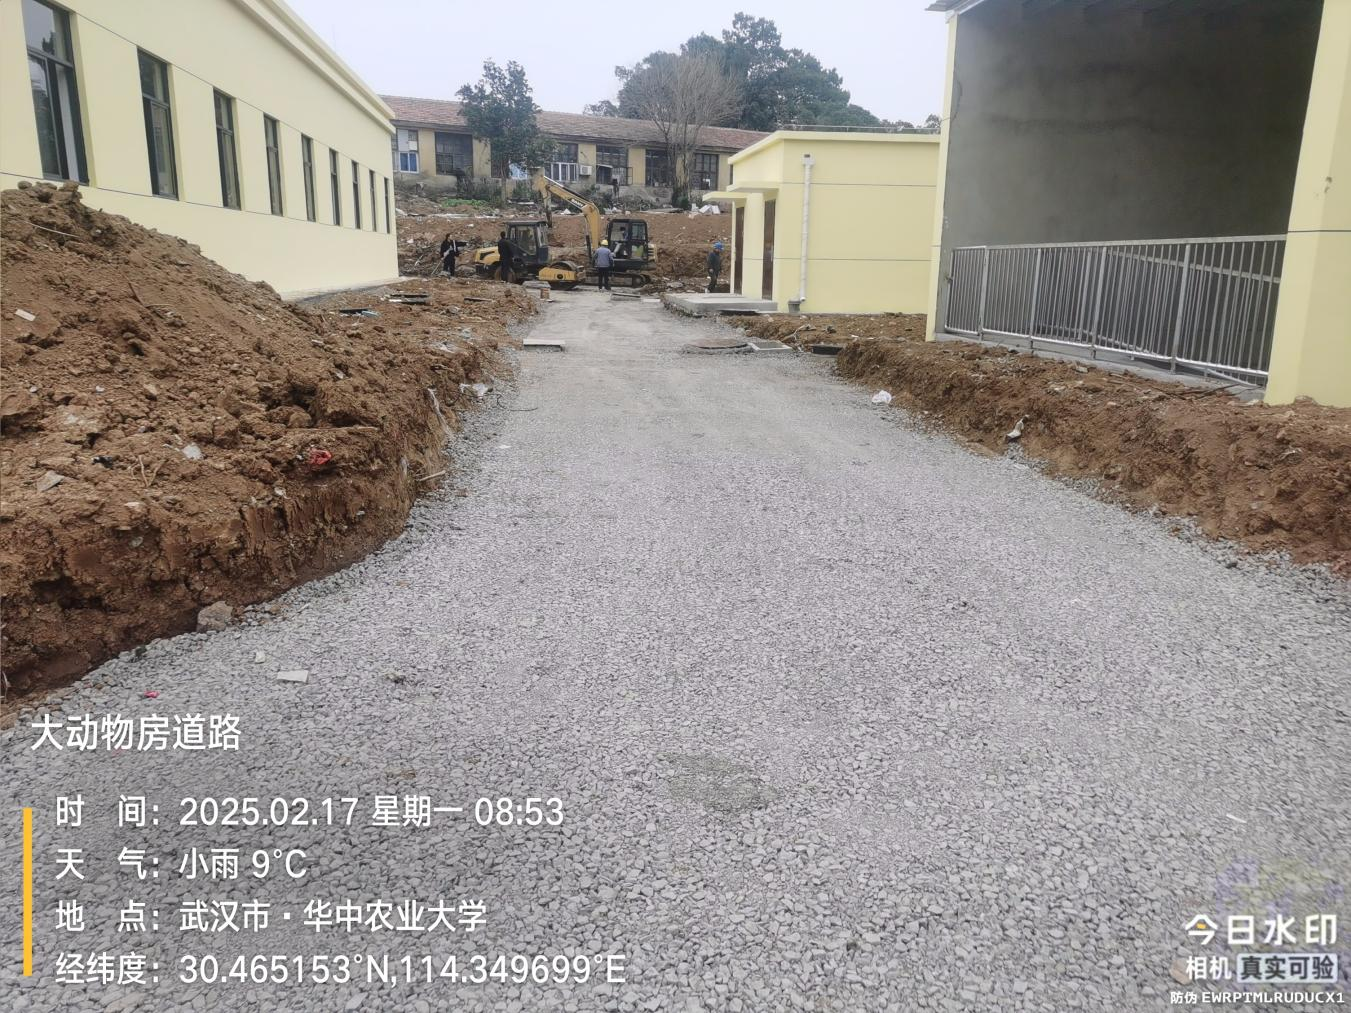 大动物房道路
时 间：2025.02.17 星期一 08:53
天 气：小雨 9°C
地 点：武汉市·华中农业大学
经纬度：30.465153°N,114.349699°E
今日水印
相机 真实可验
防伪 EWRPTMLRUDUCX1